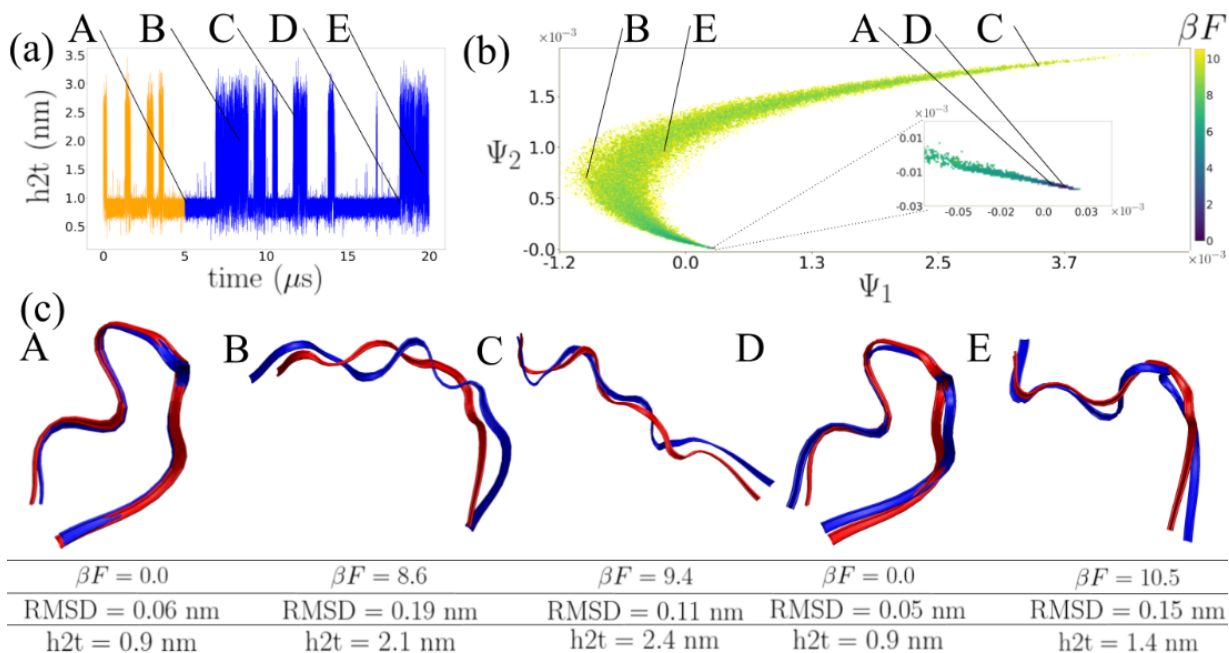 A B C D E
(a)
3.5
3.0
2.5
2.0
1.5
1.0
0.5
h2t (nm)
0 5 10 15 20
time (μs)
B E A D C
(b)
×10⁻³
1.5
1.0
0.5
-0.0
Ψ₂
-1.2 0.0 1.3 2.5 3.7
×10⁻³
Ψ₁
×10⁻³
0.02
-0.01
-0.01
-0.03
-0.05 -0.02 0.0 0.03
×10⁻³
βF
10
8
6
4
2
0
(c)
A B C D E
βF = 0.0 βF = 8.6 βF = 9.4 βF = 0.0 βF = 10.5
RMSD = 0.06 nm RMSD = 0.19 nm RMSD = 0.11 nm RMSD = 0.05 nm RMSD = 0.15 nm
h2t = 0.9 nm h2t = 2.1 nm h2t = 2.4 nm h2t = 0.9 nm h2t = 1.4 nm